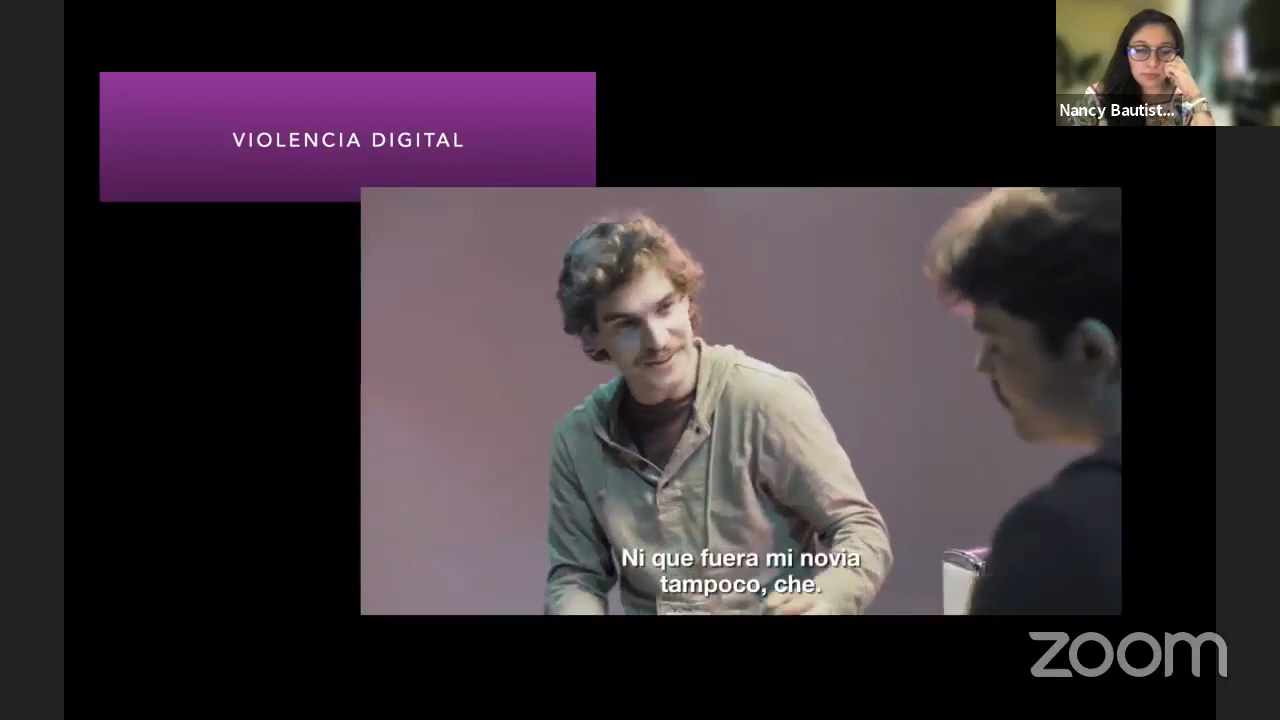 VIOLENCIA DIGITAL
Nancy Bautist...
Ni que fuera mi novia
tampoco, che.
zoom